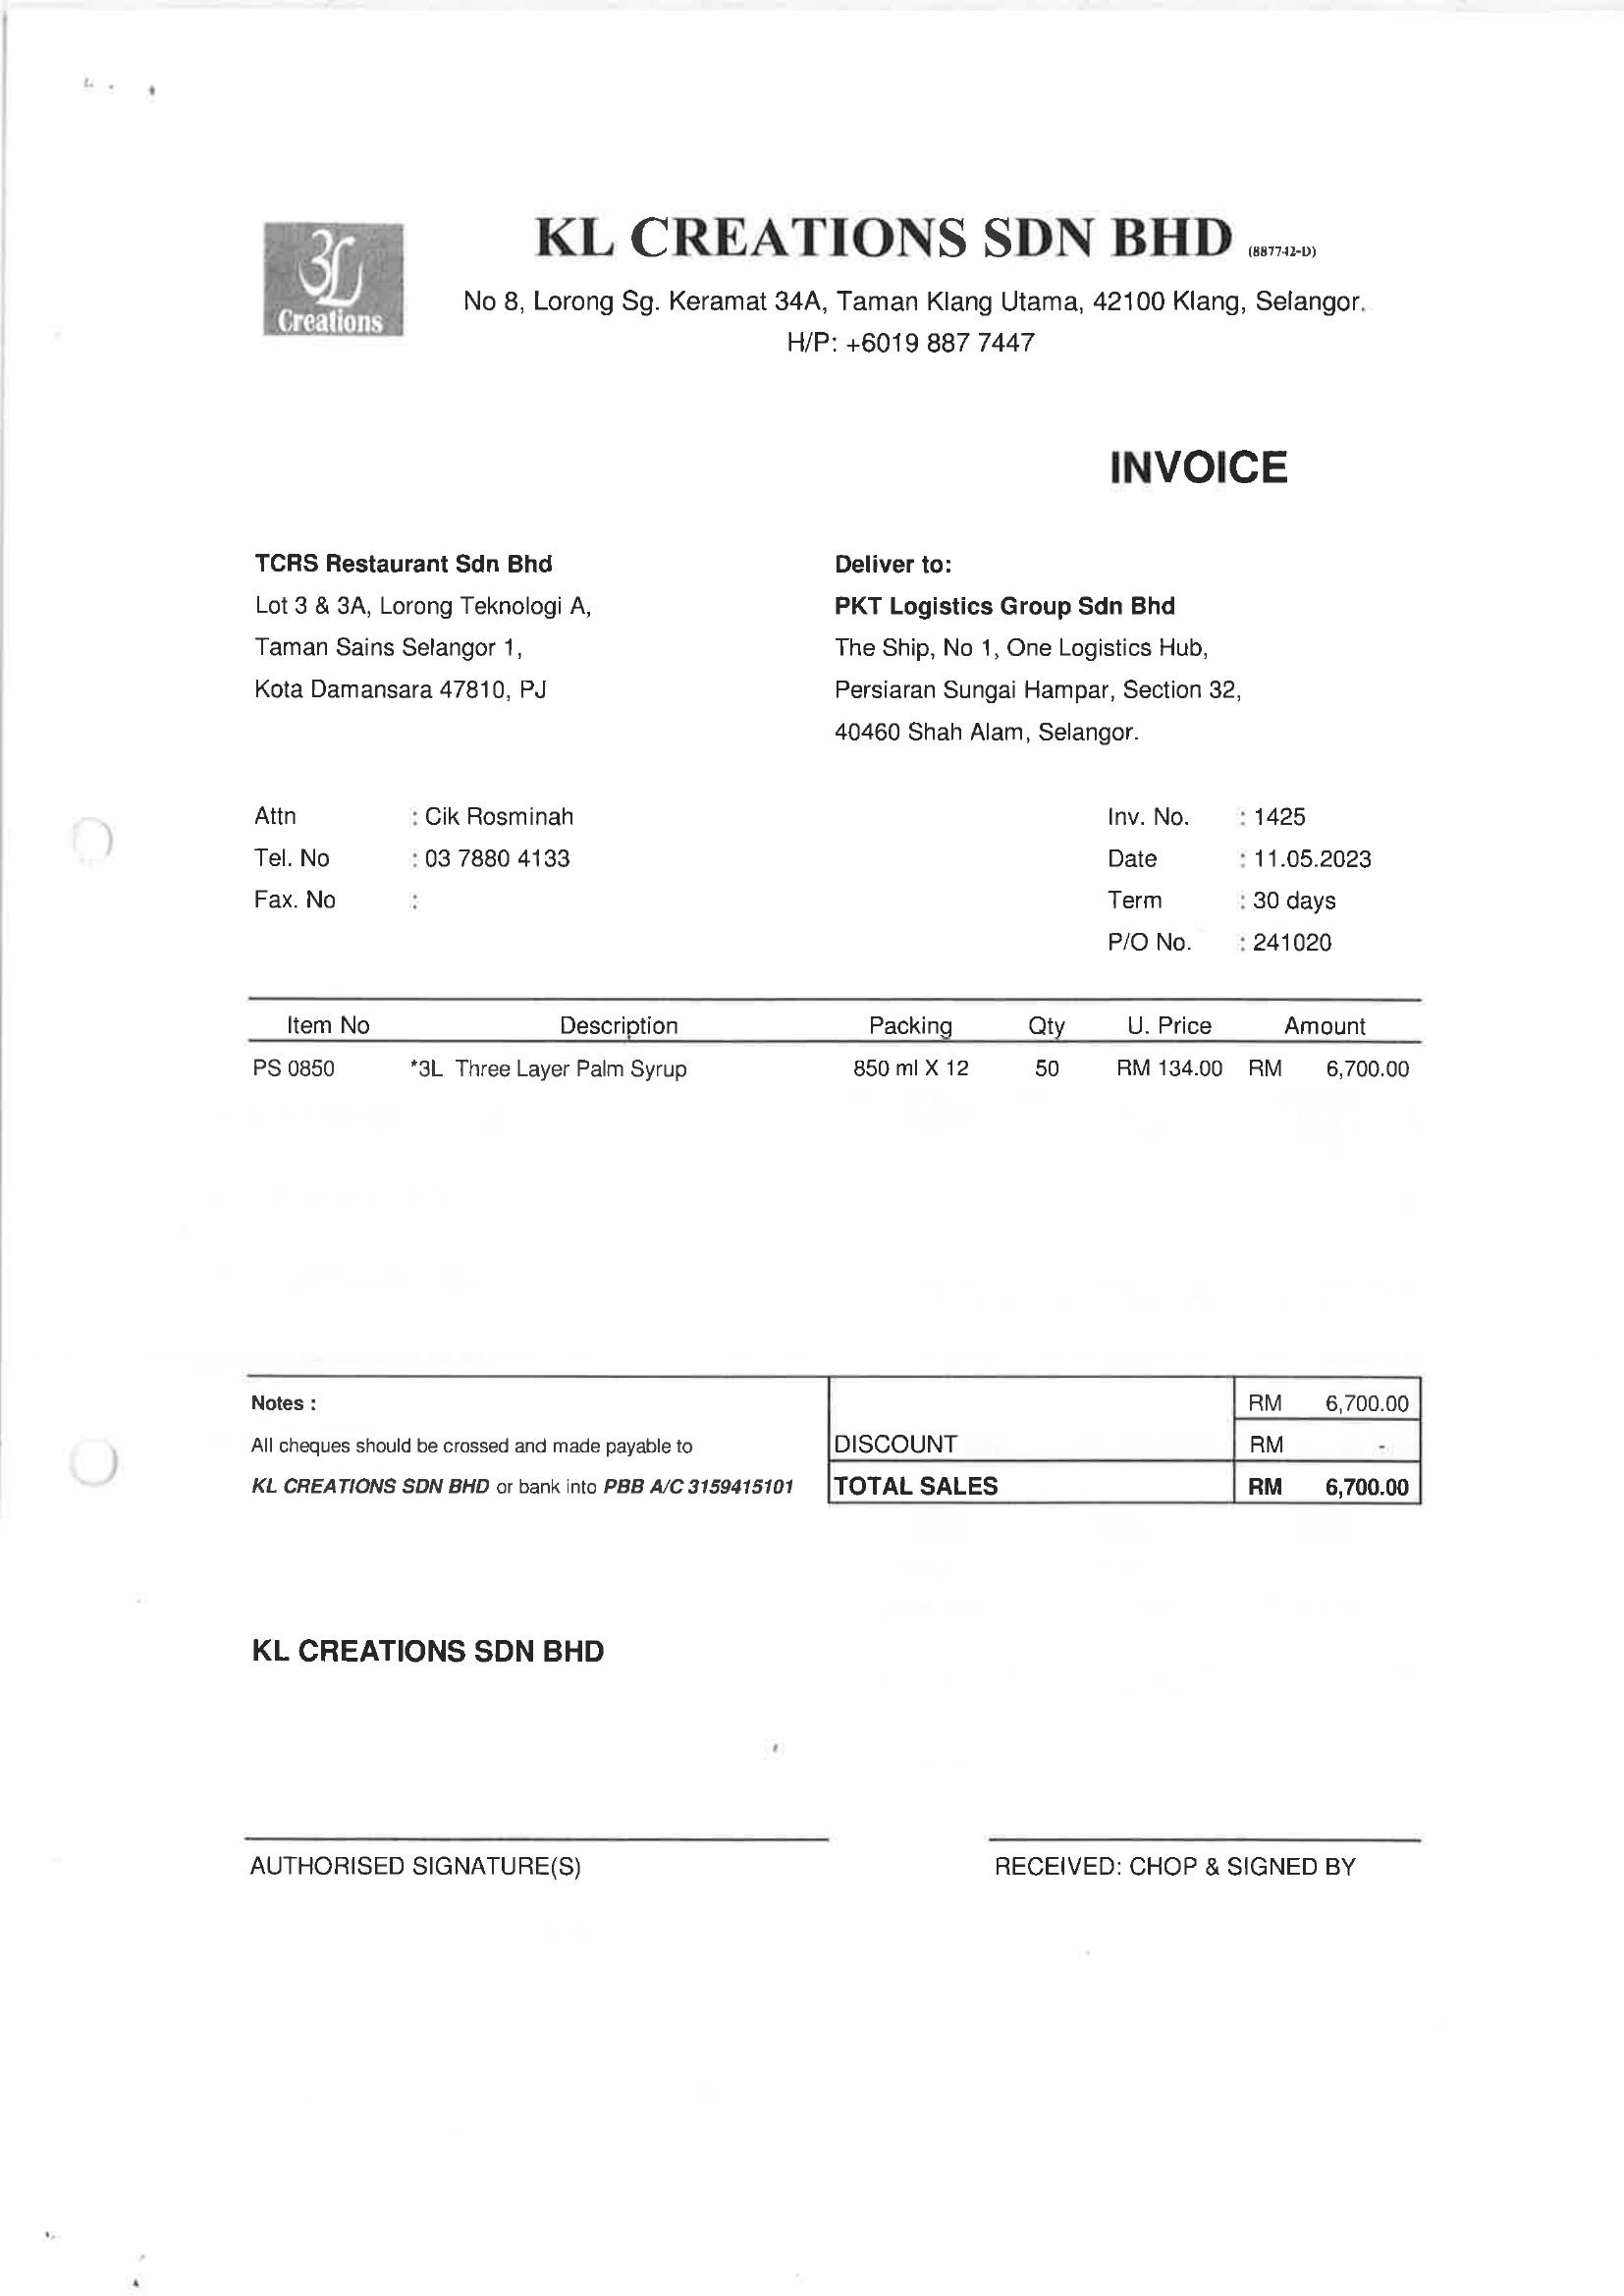 3L
Creations
KL CREATIONS SDN BHD (887742-D)
No 8, Lorong Sg. Keramat 34A, Taman Klang Utama, 42100 Klang, Selangor.
H/P: +6019 887 7447
INVOICE
TCRS Restaurant Sdn Bhd
Lot 3 & 3A, Lorong Teknologi A,
Taman Sains Selangor 1,
Kota Damansara 47810, PJ
Deliver to:
PKT Logistics Group Sdn Bhd
The Ship, No 1, One Logistics Hub,
Persiaran Sungai Hampar, Section 32,
40460 Shah Alam, Selangor.
Attn : Cik Rosminah
Tel. No : 03 7880 4133
Fax. No :
Inv. No. : 1425
Date : 11.05.2023
Term : 30 days
P/O No. : 241020
Item No Description Packing Qty U. Price Amount
PS 0850 *3L Three Layer Palm Syrup 850 ml X 12 50 RM 134.00 RM 6,700.00
Notes :
All cheques should be crossed and made payable to
KL CREATIONS SDN BHD or bank into PBB A/C 3159415101
RM 6,700.00
DISCOUNT RM -
TOTAL SALES RM 6,700.00
KL CREATIONS SDN BHD
AUTHORISED SIGNATURE(S)
RECEIVED: CHOP & SIGNED BY